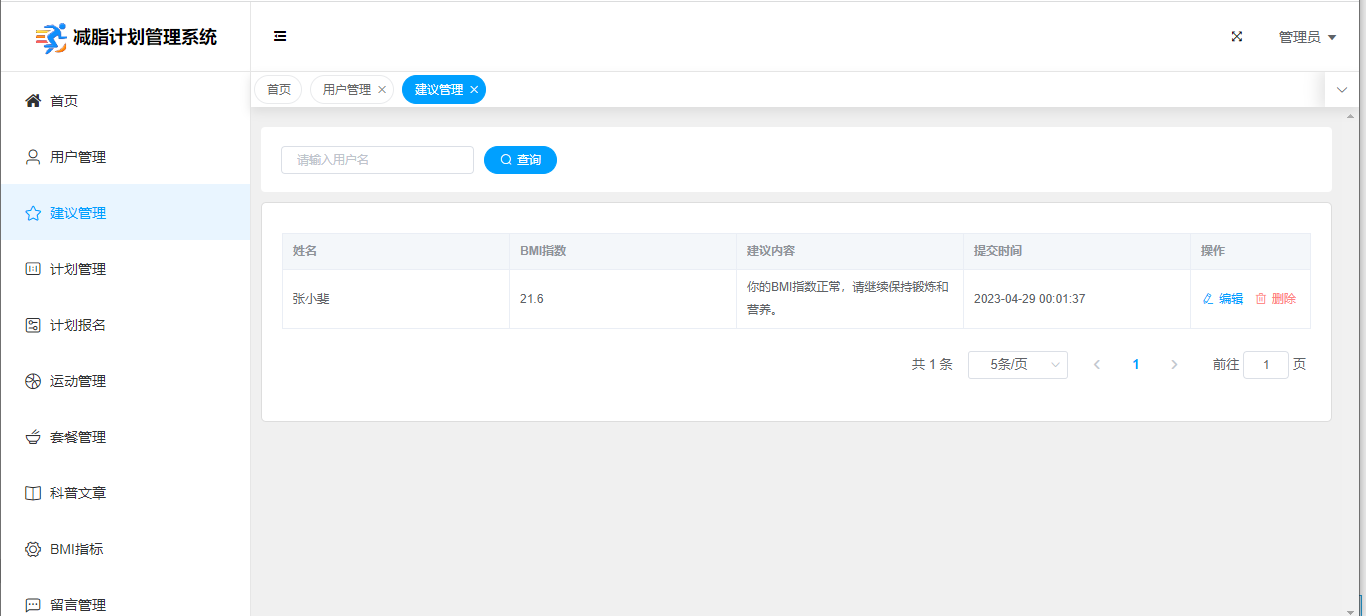 减脂计划管理系统
管理员
首页 用户管理 建议管理
首页
用户管理
建议管理
计划管理
计划报名
运动管理
套餐管理
科普文章
BMI指标
留言管理
请输入用户名 查询
姓名 BMI指数 建议内容 提交时间 操作
张小斐 21.6 你的BMI指数正常，请继续保持锻炼和
营养。 2023-04-29 00:01:37 编辑 删除
共 1 条 5条/页 1 前往 1 页